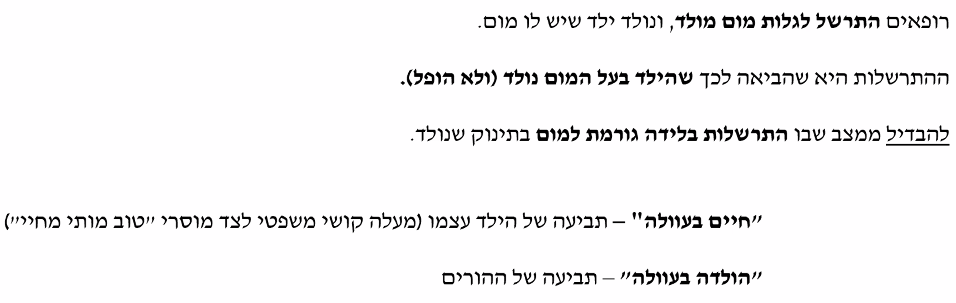 רופאים התרשל לגלות מום מולד, ונולד ילד שיש לו מום.
ההתרשלות היא שהביאה לכך שהילד בעל המום נולד (ולא הופל).
להבדיל ממצב שבו התרשלות בלידה גורמת למום בתינוק שנולד.
״חיים בעוולה" – תביעה של הילד עצמו (מעלה קושי משפטי לצד מוסרי ״טוב מותי מחיי״)
״הולדה בעוולה״ – תביעה של ההורים